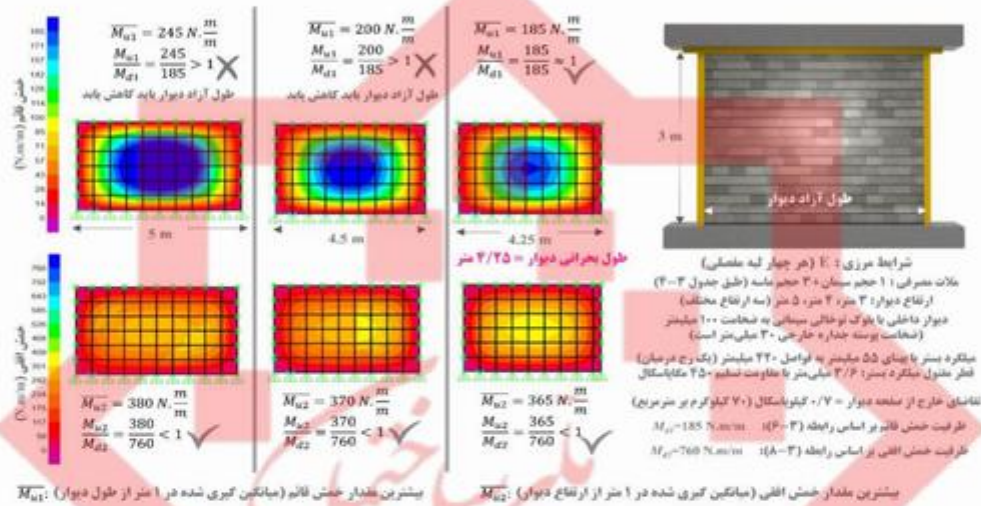 M̅u1 = 245 N. m/m
Mu1/Md1 = 245/185 > 1 ✗
طول آزاد دیوار باید کاهش یابد
5 m
M̅u1 = 200 N. m/m
Mu1/Md1 = 200/185 > 1 ✗
طول آزاد دیوار باید کاهش یابد
4.5 m
M̅u1 = 185 N. m/m
Mu1/Md1 = 185/185 ≈ 1 ✓
4.25 m
طول بحرانی دیوار = ۴/۲۵ متر
خمش قائم (N.m/m)
خمش افقی (N.m/m)
M̅u2 = 380 N. m/m
Mu2/Md2 = 380/760 < 1 ✓
M̅u2 = 370 N. m/m
Mu2/Md2 = 370/760 < 1 ✓
M̅u2 = 365 N. m/m
Mu2/Md2 = 365/760 < 1 ✓
3 m
طول آزاد دیوار
شرایط مرزی : E (هر چهار لبه مفصلی)
ملات مصرفی : ۱ حجم سیمان + ۳ حجم ماسه (طبق جدول ۳-۴)
ارتفاع دیوار: ۳ متر، ۴ متر، ۵ متر (سه ارتفاع مختلف)
دیوار داخلی با بلوک توخالی سیمانی به ضخامت ۱۰۰ میلیمتر
(ضخامت پوسته جداره خارجی ۳۰ میلی‌متر است)
میلگرد بستر با پهنای ۵۵ میلیمتر به فواصل ۴۲۰ میلیمتر (یک رج درمیان)
قطر مفتول میلگرد بستر: ۳/۶ میلی‌متر با مقاومت تسلیم ۴۵۰ مگاپاسکال
تقاضای خارج از صفحه دیوار = ۰/۷ کیلوپاسکال (۷۰ کیلوگرم بر مترمربع)
ظرفیت خمش قائم بر اساس رابطه (۳-۶): Md1=185 N.m/m
ظرفیت خمش افقی بر اساس رابطه (۳-۸): Md2=760 N.m/m
M̅u1: بیشترین مقدار خمش قائم (میانگین گیری شده در ۱ متر از طول دیوار)
M̅u2: بیشترین مقدار خمش افقی (میانگین گیری شده در ۱ متر از ارتفاع دیوار)